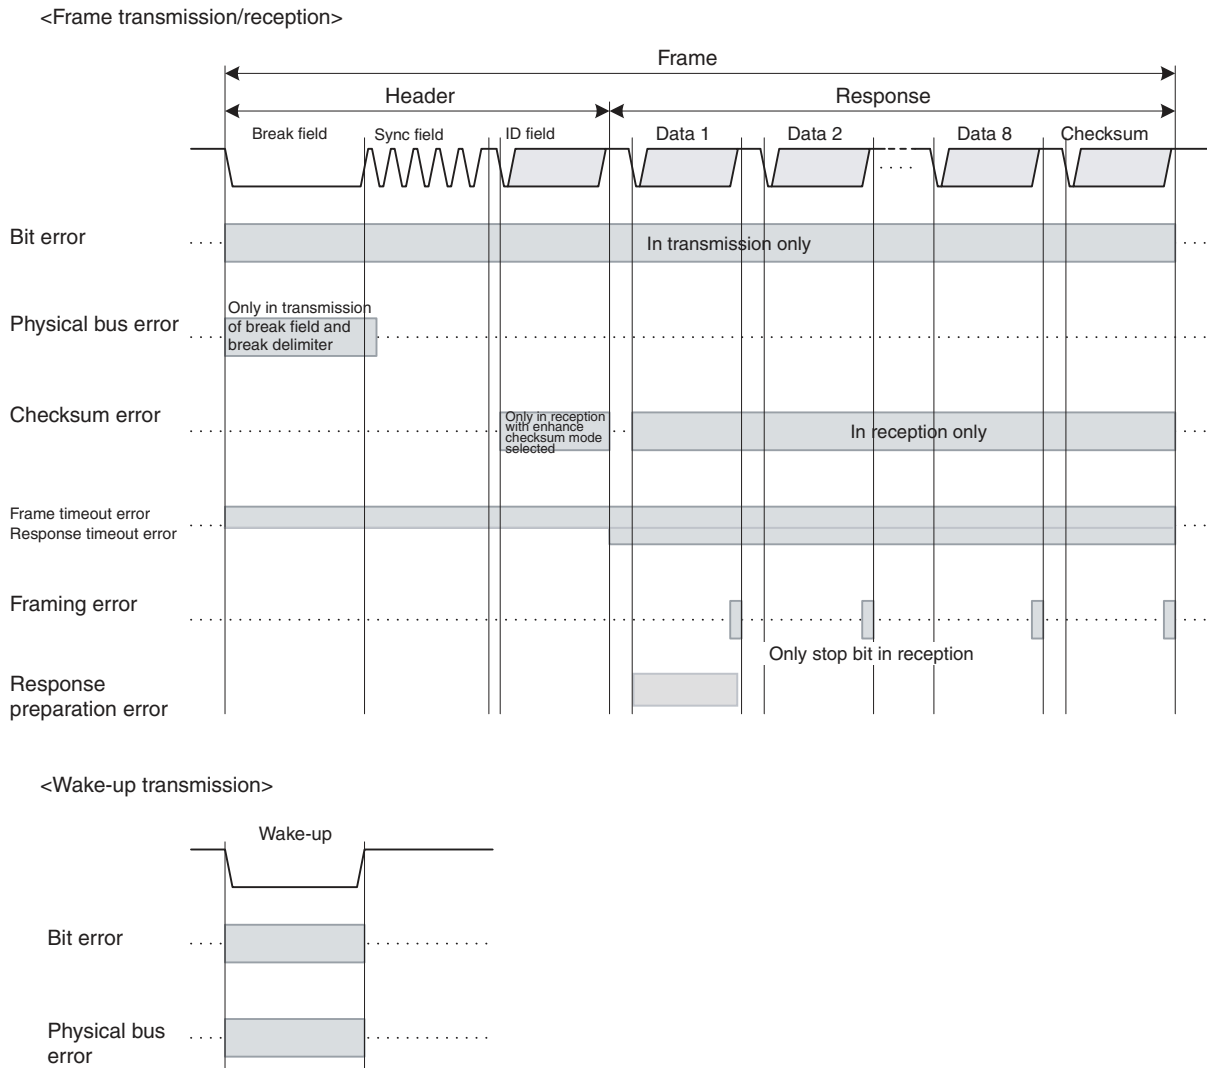 <Frame transmission/reception>
Frame
Header
Response
Break field
Sync field
ID field
Data 1
Data 2
Data 8
Checksum
Bit error
In transmission only
Physical bus error
Only in transmission
of break field and
break delimiter
Checksum error
Only in reception
with enhance
checksum mode
selected
In reception only
Frame timeout error
Response timeout error
Framing error
Only stop bit in reception
Response
preparation error
<Wake-up transmission>
Wake-up
Bit error
Physical bus
error